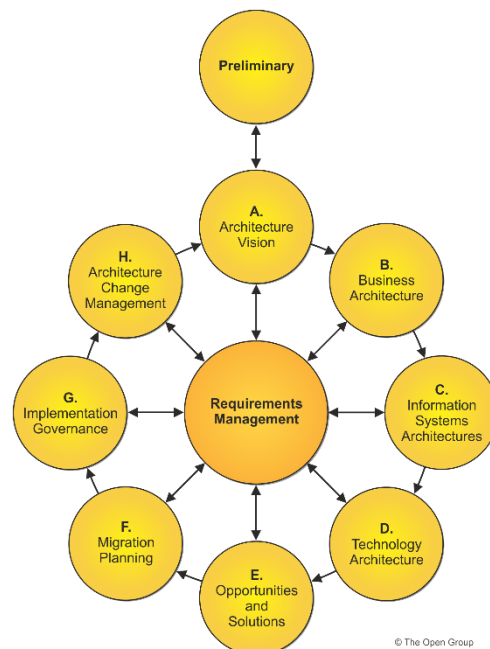 Preliminary
A.
Architecture
Vision
B.
Business
Architecture
C.
Information
Systems
Architectures
D.
Technology
Architecture
E.
Opportunities
and
Solutions
F.
Migration
Planning
G.
Implementation
Governance
H.
Architecture
Change
Management
Requirements
Management
© The Open Group